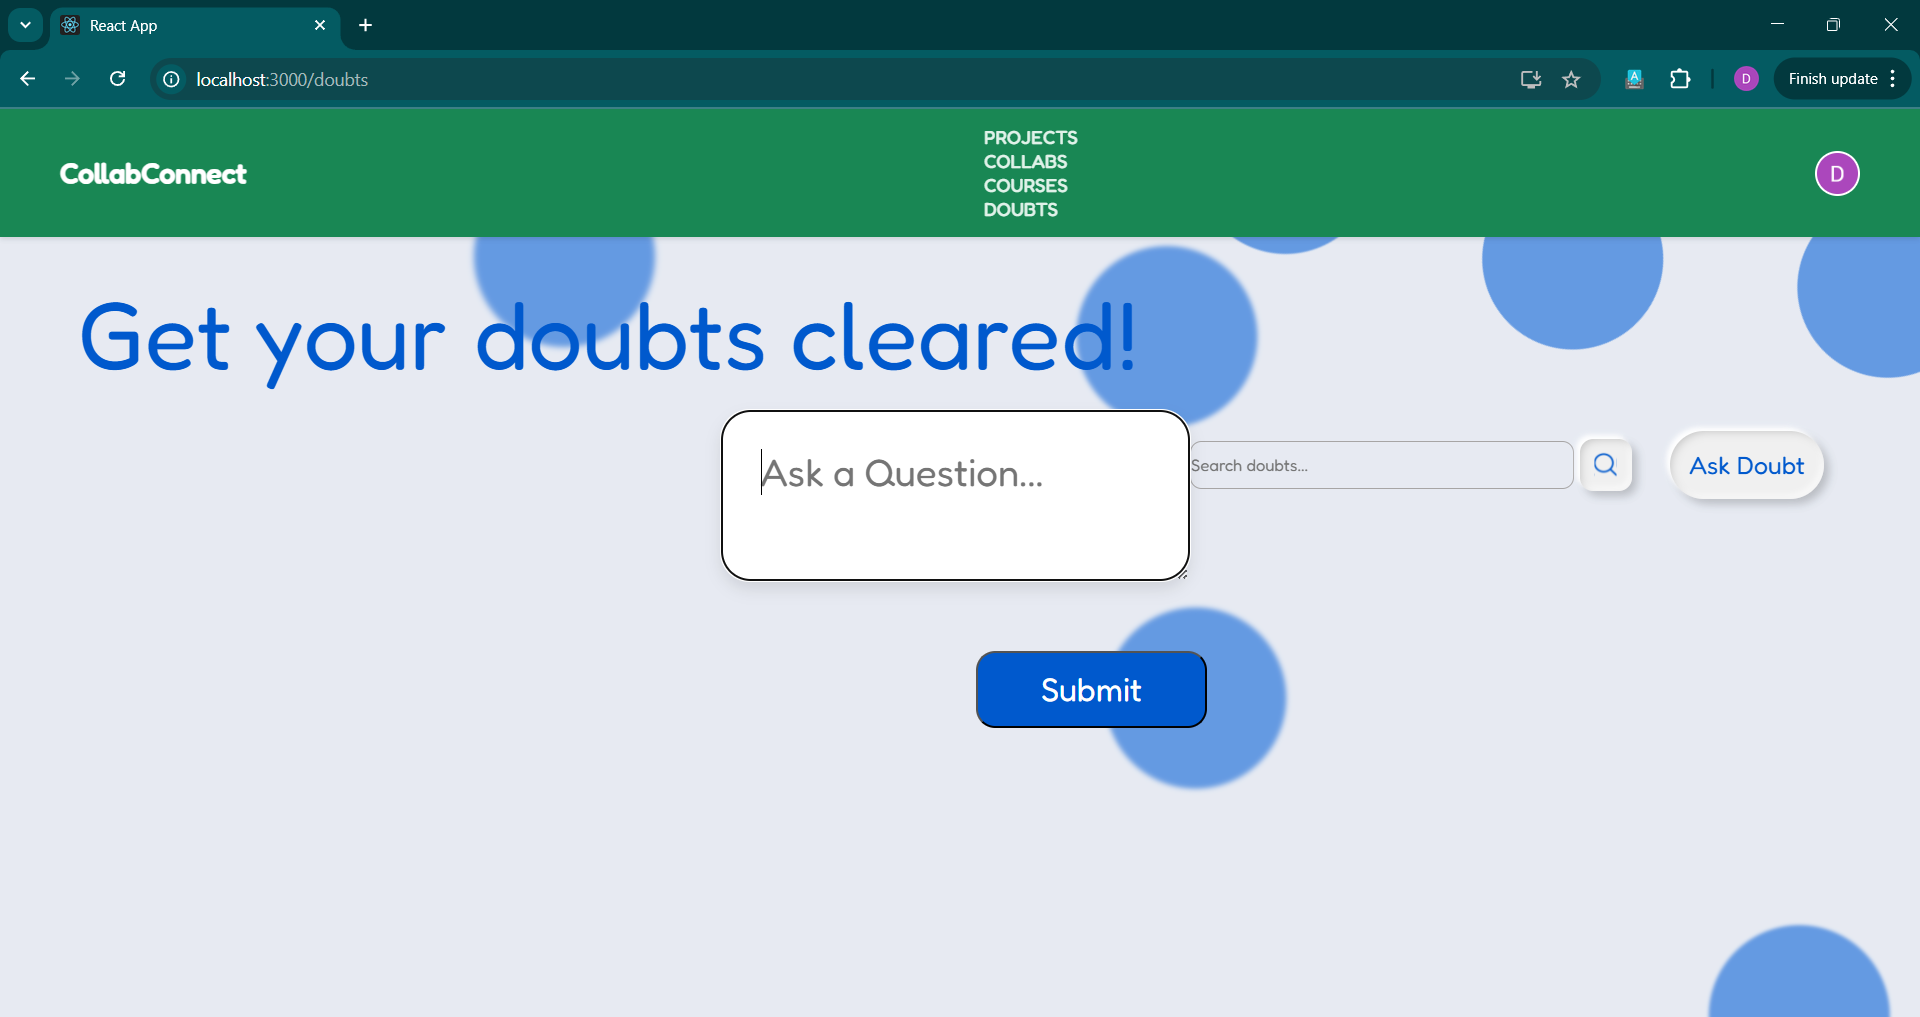 React App
localhost:3000/doubts
D
Finish update
CollabConnect
PROJECTS
COLLABS
COURSES
DOUBTS
D
Get your doubts cleared!
Ask a Question...
Search doubts...
Ask Doubt
Submit